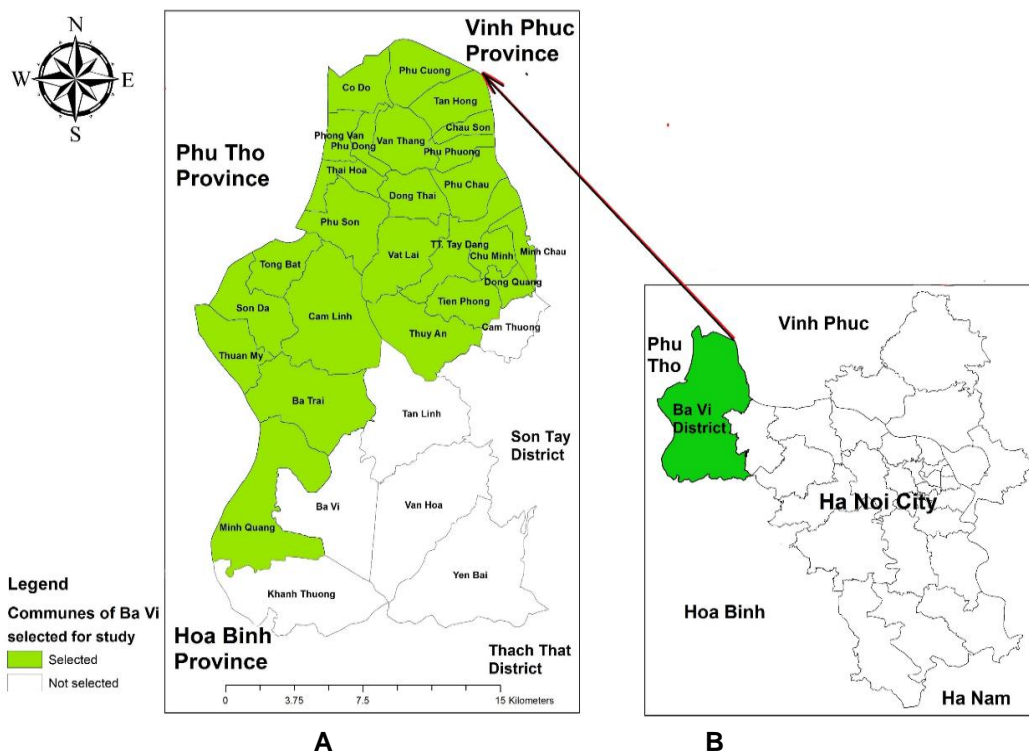 N
W
E
S
Vinh Phuc
Province
Phu Cuong
Co Do
Tan Hong
Chau Son
Phong Van
Phu Dong
Van Thang
Phu Phuong
Phu Tho
Province
Thai Hoa
Dong Thai
Phu Chau
Phu Son
TT. Tay Dang
Vat Lai
Chu Minh
Minh Chau
Tong Bat
Dong Quang
Tien Phong
Son Da
Cam Linh
Thuy An
Cam Thuong
Thuan My
Ba Trai
Tan Linh
Son Tay
District
Ba Vi
Van Hoa
Minh Quang
Yen Bai
Khanh Thuong
Hoa Binh
Province
Thach That
District
0
3.75
7.5
15 Kilometers
Legend
Communes of Ba Vi
selected for study
Selected
Not selected
A
Vinh Phuc
Phu
Tho
Ba Vi
District
Ha Noi City
Hoa Binh
Ha Nam
B